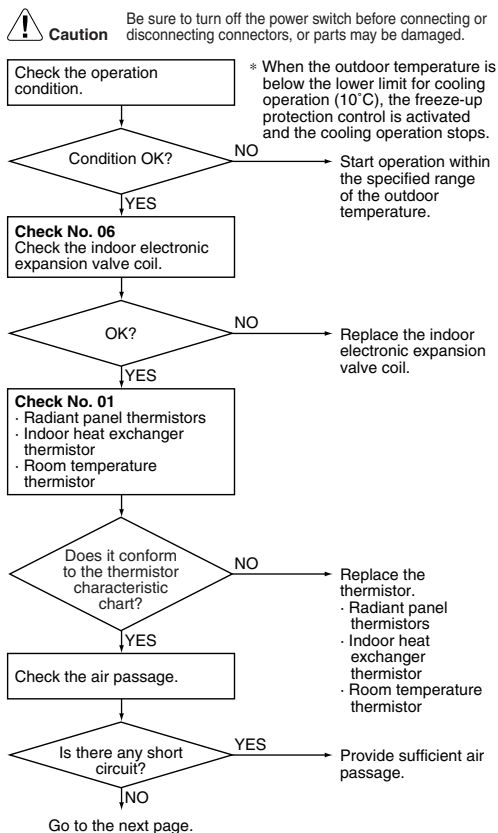 Caution
Be sure to turn off the power switch before connecting or
disconnecting connectors, or parts may be damaged.
Check the operation
condition.
* When the outdoor temperature is
below the lower limit for cooling
operation (10˚C), the freeze-up
protection control is activated
and the cooling operation stops.
Condition OK?
NO
Start operation within
the specified range
of the outdoor
temperature.
YES
Check No. 06
Check the indoor electronic
expansion valve coil.
OK?
NO
Replace the indoor
electronic expansion
valve coil.
YES
Check No. 01
· Radiant panel thermistors
· Indoor heat exchanger
thermistor
· Room temperature
thermistor
Does it conform
to the thermistor
characteristic
chart?
NO
Replace the
thermistor.
· Radiant panel
thermistors
· Indoor heat
exchanger
thermistor
· Room temperature
thermistor
YES
Check the air passage.
Is there any short
circuit?
YES
Provide sufficient air
passage.
NO
Go to the next page.